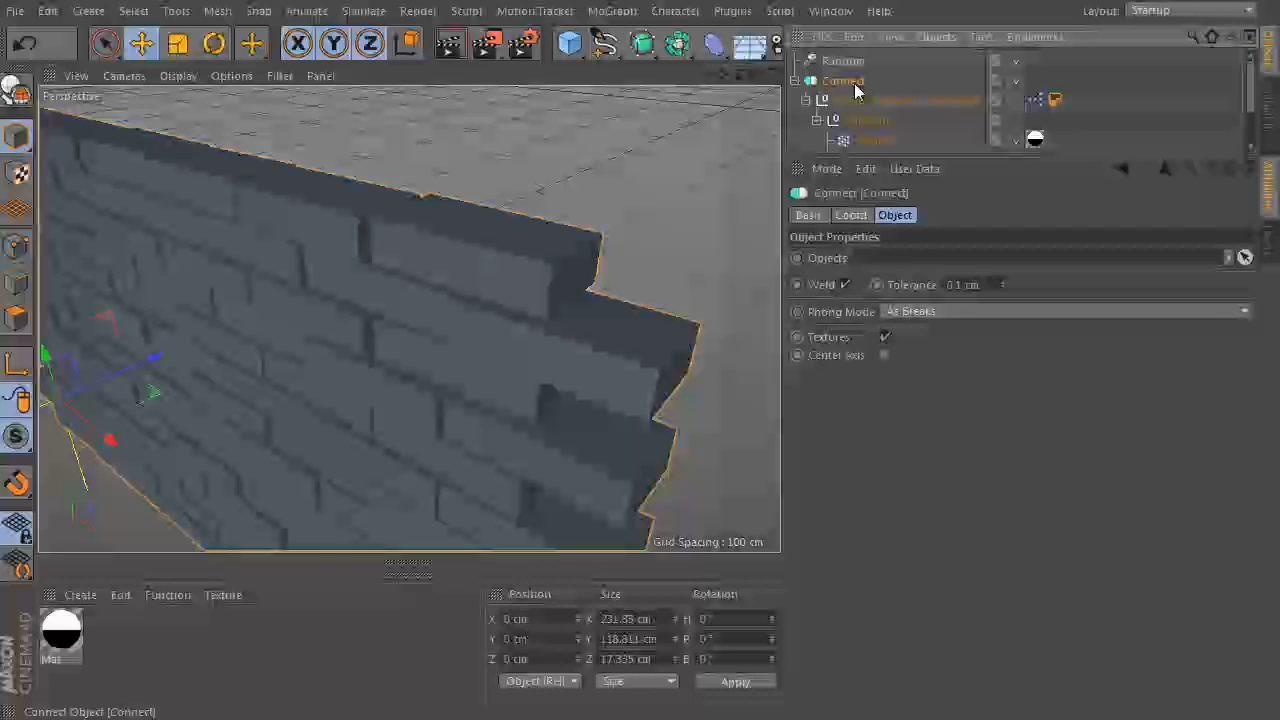 File Edit Create Select Tools Mesh Snap Animate Simulate Render Sculpt MotionTracker MoGraph Character Plugins Script Window Help Layout: Startup
X Y Z
File Edit View Objects Tags Bookmarks
View Cameras Display Options Filter Panel
Perspective
Random
Connect
Mode Edit User Data
Connect [Connect]
Basic Coord Object
Object Properties
Objects
Weld Tolerance 0.1 cm
Phong Mode As Breaks
Textures
Center Axis
Grid Spacing : 100 cm
Create Edit Function Texture
Mat
Position Size Rotation
X 0 cm X 231.83 cm H 0°
Y 0 cm Y 118.811 cm P 0°
Z 0 cm Z 17.335 cm B 0°
Object (Rel) Size Apply
MAXON CINEMA 4D
Connect Object [Connect]